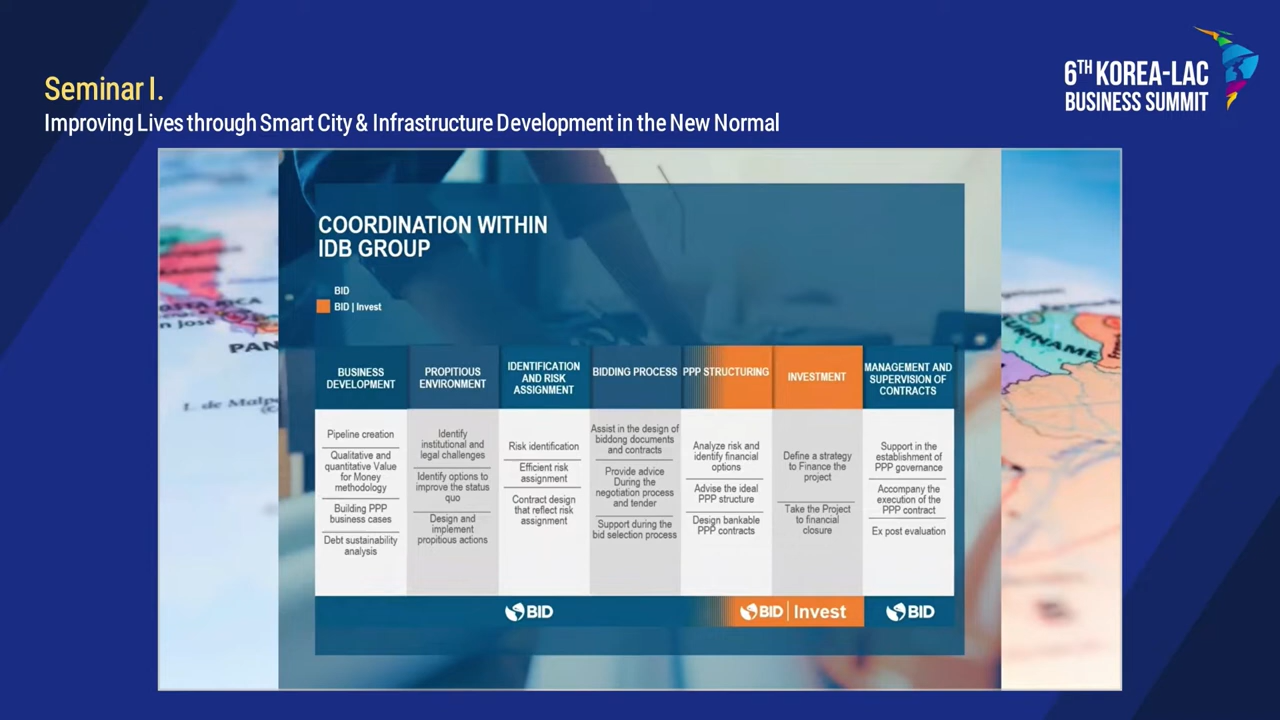 Seminar I.
Improving Lives through Smart City & Infrastructure Development in the New Normal
6TH KOREA-LAC
BUSINESS SUMMIT
COORDINATION WITHIN
IDB GROUP
BID
BID | Invest
BUSINESS
DEVELOPMENT
Pipeline creation
Qualitative and
quantitative Value
for Money
methodology
Building PPP
business cases
Debt sustainability
analysis
PROPITIOUS
ENVIRONMENT
Identify
institutional and
legal challenges
Identify options to
improve the status
quo
Design and
implement
propitious actions
IDENTIFICATION
AND RISK
ASSIGNMENT
Risk identification
Efficient risk
assignment
Contract design
that reflect risk
assignment
BIDDING PROCESS
Assist in the design of
biddong documents
and contracts
Provide advice
During the
negotiation process
and tender
Support during the
bid selection process
PPP STRUCTURING
Analyze risk and
identify financial
options
Advise the ideal
PPP structure
Design bankable
PPP contracts
INVESTMENT
Define a strategy
to Finance the
project
Take the Project
to financial
closure
MANAGEMENT AND
SUPERVISION OF
CONTRACTS
Support in the
establishment of
PPP governance
Accompany the
execution of the
PPP contract
Ex post evaluation
BID
BID | Invest
BID
PAN
SURINAME